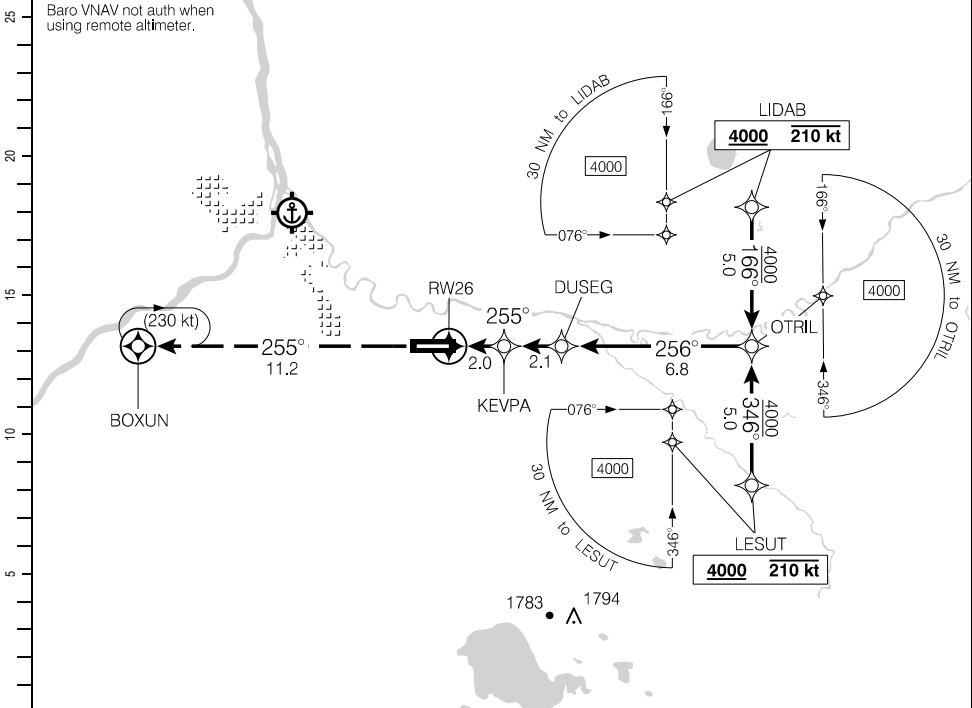 25
Baro VNAV not auth when
using remote altimeter.
20
15
10
5
30 NM to LIDAB
166°
4000
076°
LIDAB
4000 210 kt
166°
4000
5.0
166°
4000
346°
30 NM to OTRIL
OTRIL
RW26
DUSEG
255°
(230 kt)
255°
11.2
2.0
2.1
256°
6.8
BOXUN
KEVPA
346°
4000
5.0
076°
4000
346°
30 NM to LESUT
LESUT
4000 210 kt
1783
1794